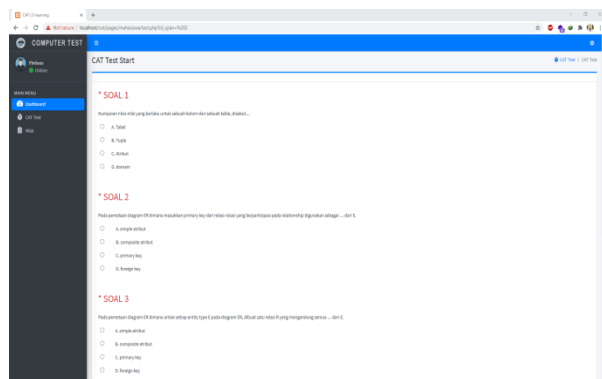 CAT | E-learning
Not secure
COMPUTER TEST
Firdaus
Online
MAIN MENU
Dashboard
CAT Test
Nilai
CAT Test Start
CAT Test / CAT Test
* SOAL 1
Kumpulan nilai-nilai yang berlaku untuk sebuah kolom dari sebuah table, disebut ...
A. Tabel
B. Tuple
C. Atribut
D. domain
* SOAL 2
Pada pemetaan diagram ER dimana masukkan primary key dari relasi-relasi yang berpartisipasi pada relationship digunakan sebagai .... dari S.
A. simple atribut
B. composite atribut
C. primary key
D. foreign key
* SOAL 3
Pada pemetaan diagram ER dimana untuk setiap entity type E pada diagram ER, dibuat satu relasi R yang mengandung semua .... dari E.
A. simple atribut
B. composite atribut
C. primary key
D. foreign key